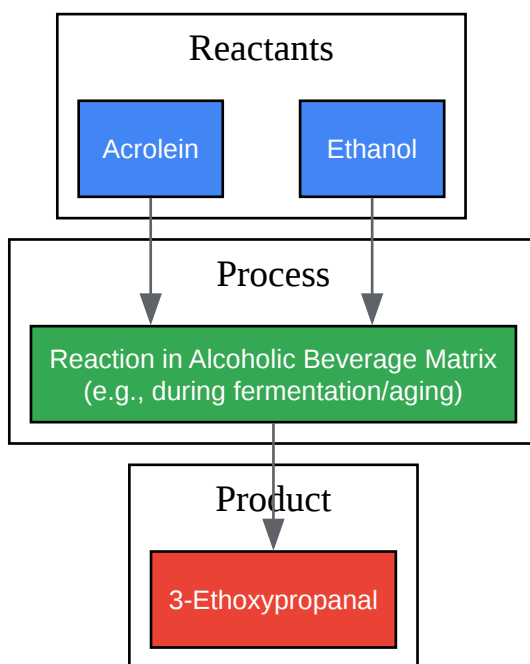 Reactants
Acrolein
Ethanol
Process
Reaction in Alcoholic Beverage Matrix
(e.g., during fermentation/aging)
Product
3-Ethoxypropanal